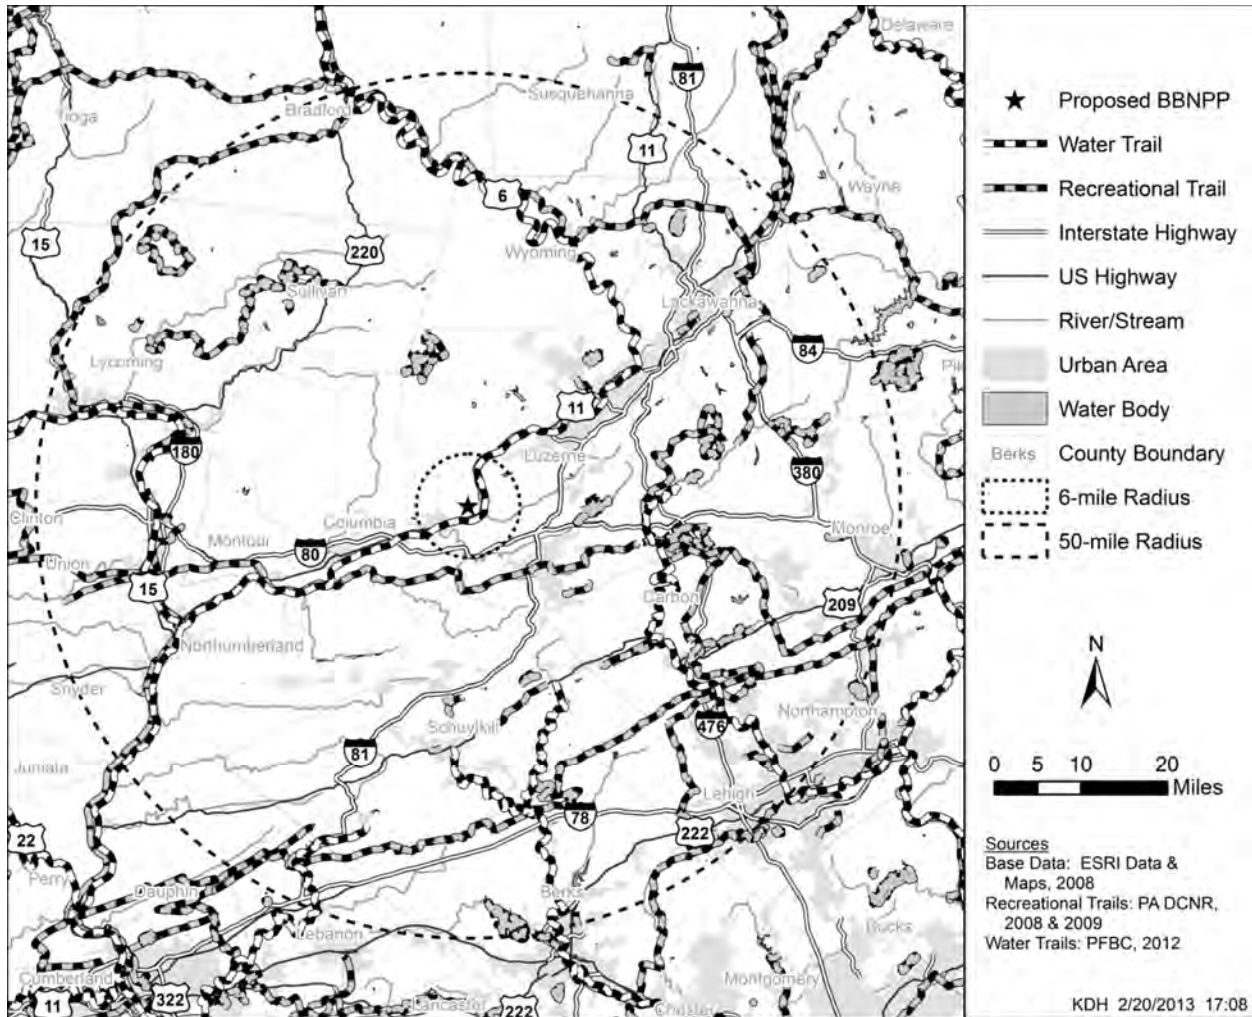 Delaware
81
Susquehanna
Tioga
Bradford
11
6
Wayne
15
220
Wyoming
Sullivan
Lackawanna
84
Lycoming
11
180
Luzerne
380
Clinton
Columbia
Montour
80
Monroe
Union
15
Carbon
209
Northumberland
Snyder
Northampton
Schuylkill
476
81
Juniata
Lehigh
78
222
22
Perry
Dauphin
Berks
Lebanon
Bucks
Cumberland
Montgomery
11
322
Lancaster
222
Chester
Proposed BBNPP
Water Trail
Recreational Trail
Interstate Highway
US Highway
River/Stream
Urban Area
Water Body
Berks County Boundary
6-mile Radius
50-mile Radius
N
0 5 10 20
Miles
Sources
Base Data: ESRI Data &
Maps, 2008
Recreational Trails: PA DCNR,
2008 & 2009
Water Trails: PFBC, 2012
KDH 2/20/2013 17:08